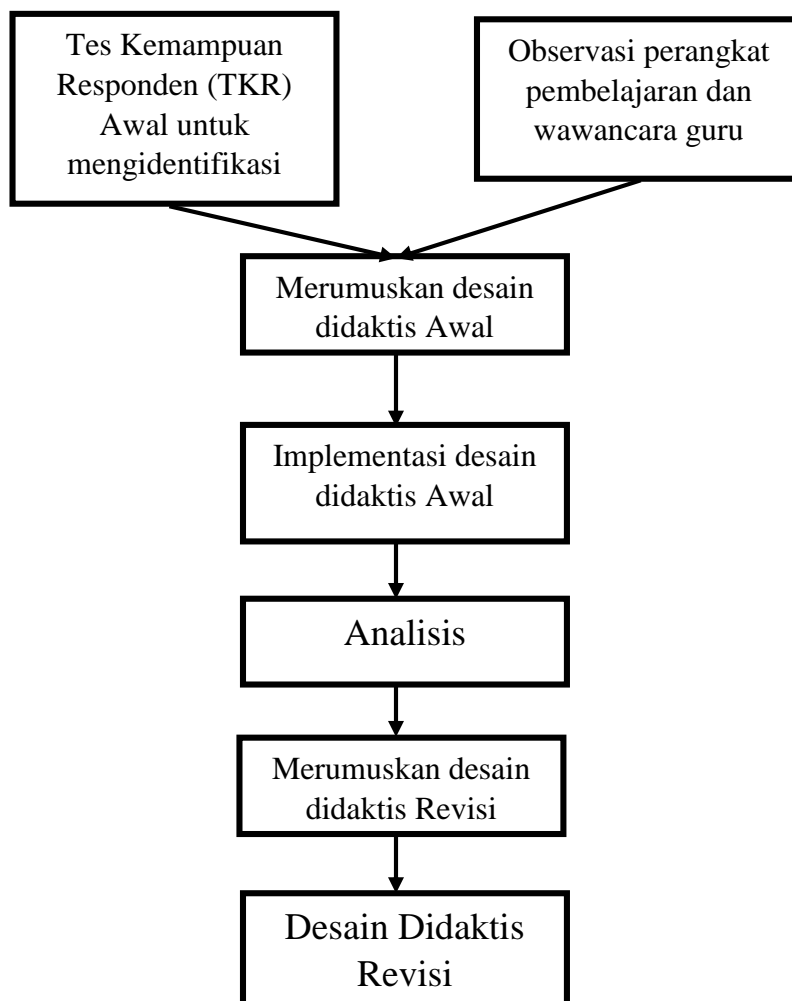 Tes Kemampuan
Responden (TKR)
Awal untuk
mengidentifikasi
Observasi perangkat
pembelajaran dan
wawancara guru
Merumuskan desain
didaktis Awal
Implementasi desain
didaktis Awal
Analisis
Merumuskan desain
didaktis Revisi
Desain Didaktis
Revisi